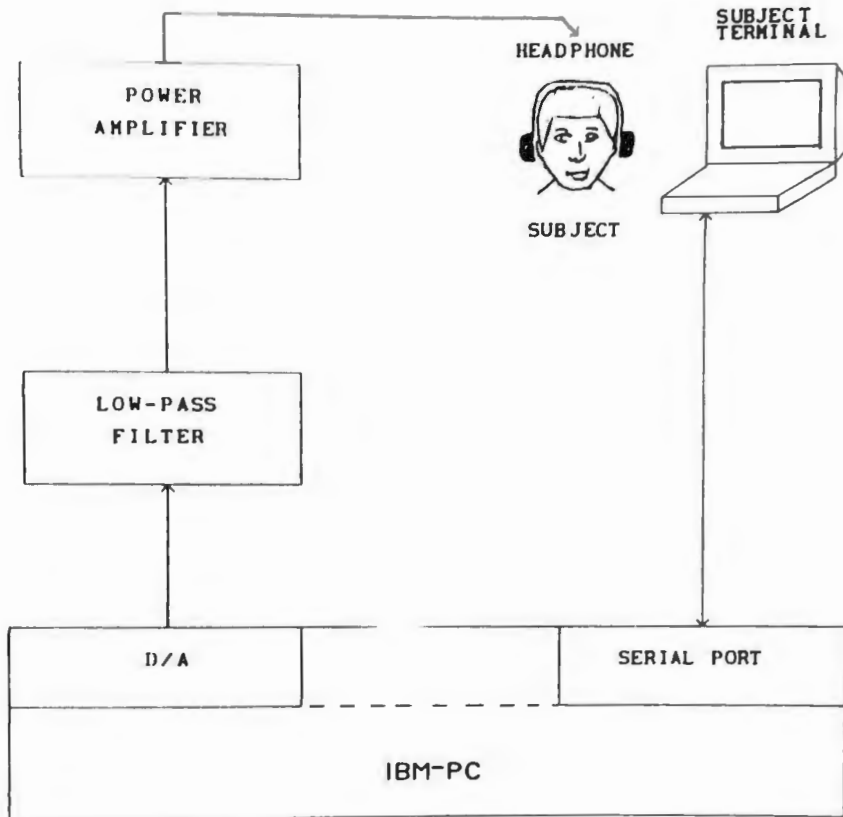 SUBJECT
TERMINAL
HEADPHONE
POWER
AMPLIFIER
SUBJECT
LOW-PASS
FILTER
D/A
SERIAL PORT
IBM-PC